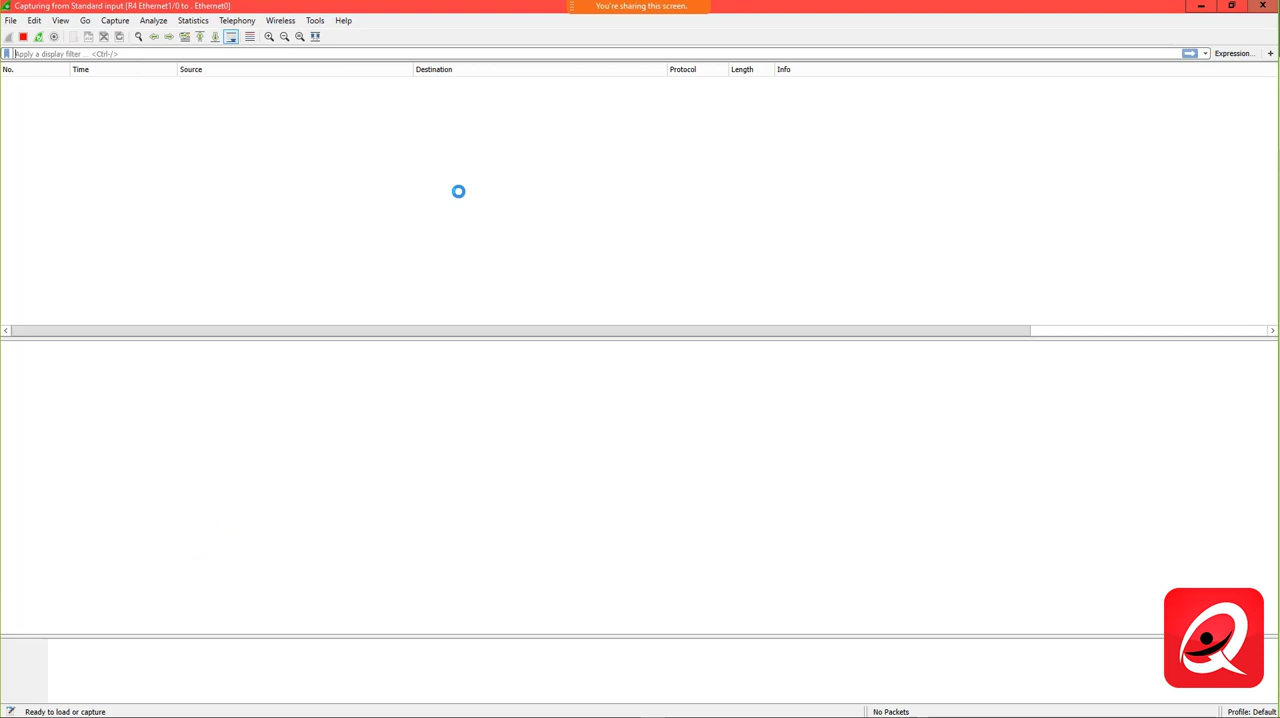 Capturing from Standard input [R4 Ethernet1/0 to . Ethernet0]
You're sharing this screen.
File Edit View Go Capture Analyze Statistics Telephony Wireless Tools Help
Apply a display filter ... <Ctrl-/>
Expression...
No. Time Source Destination Protocol Length Info
Ready to load or capture
No Packets
Profile: Default